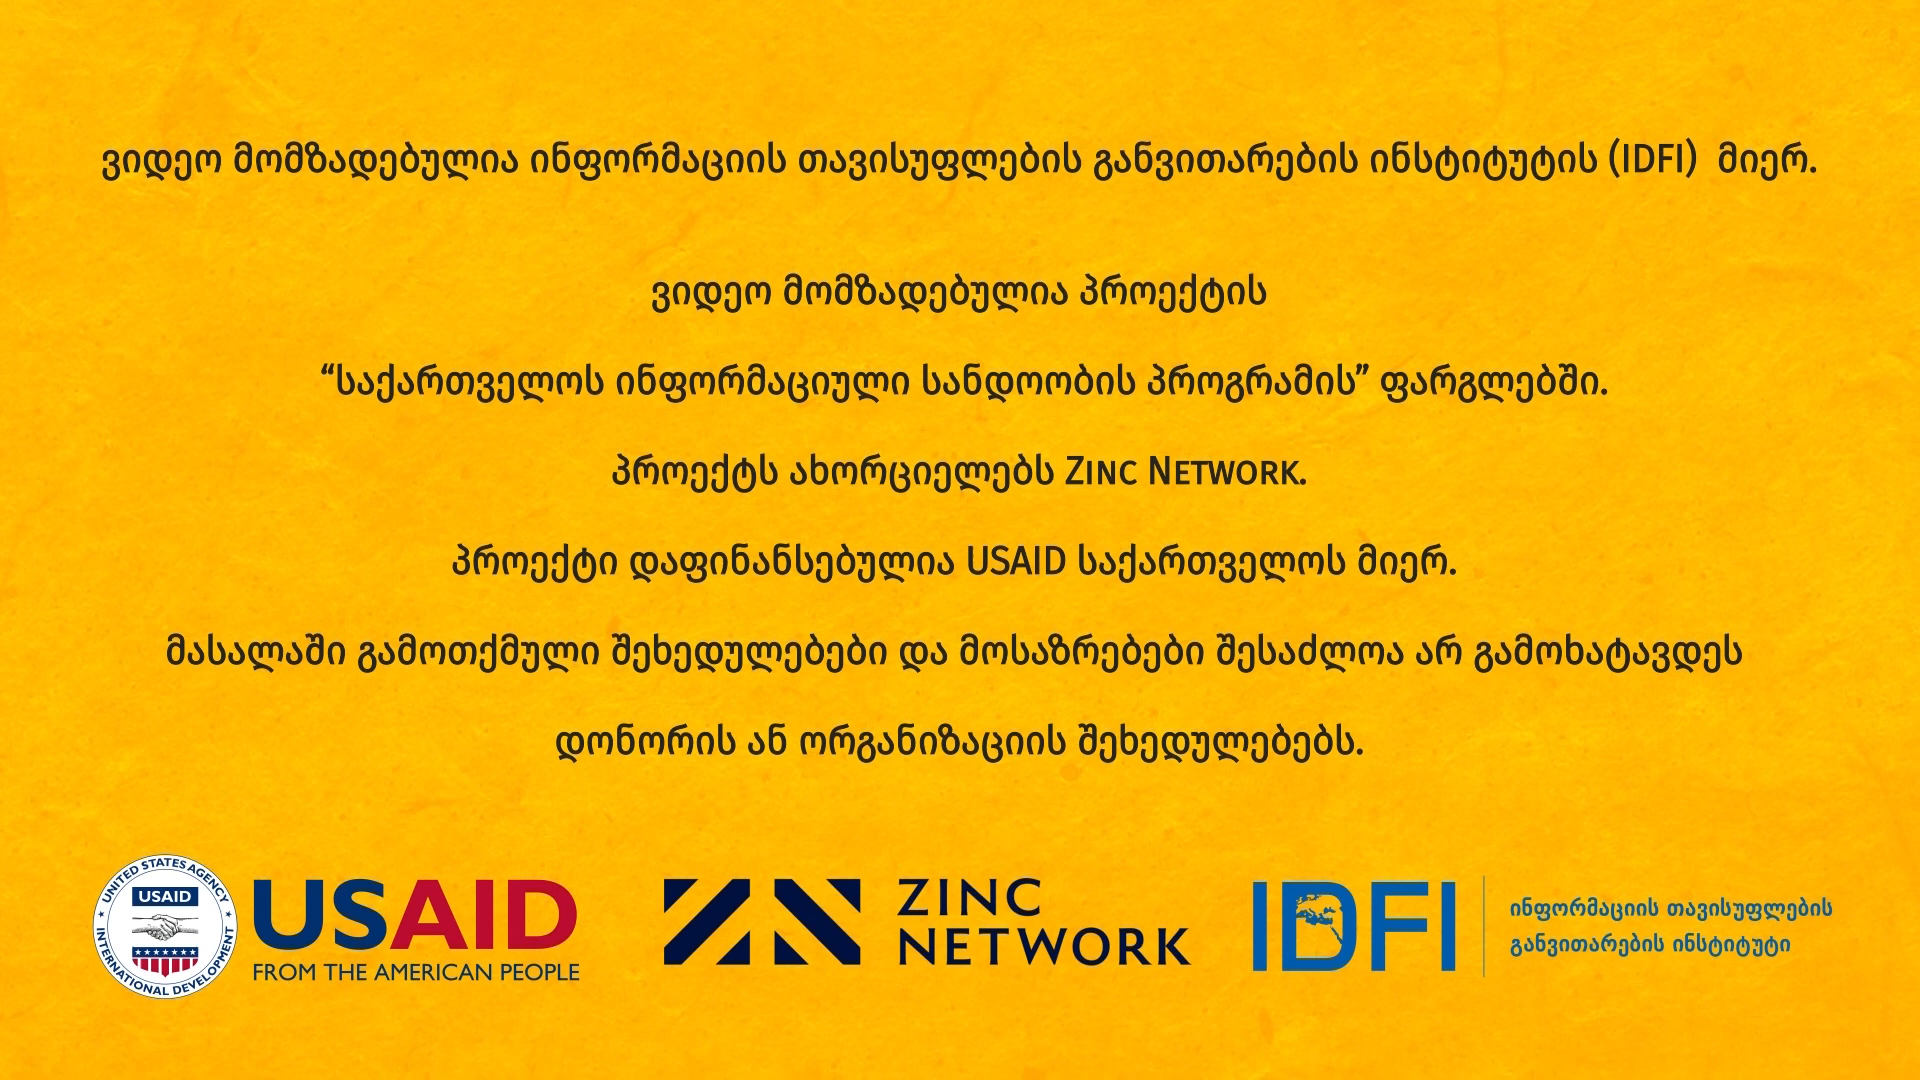 ვიდეო მომზადებულია ინფორმაციის თავისუფლების განვითარების ინსტიტუტის (IDFI) მიერ.
ვიდეო მომზადებულია პროექტის
“საქართველოს ინფორმაციული სანდოობის პროგრამის” ფარგლებში.
პროექტს ახორციელებს ZINC NETWORK.
პროექტი დაფინანსებულია USAID საქართველოს მიერ.
მასალაში გამოთქმული შეხედულებები და მოსაზრებები შესაძლოა არ გამოხატავდეს
დონორის ან ორგანიზაციის შეხედულებებს.
UNITED STATES AGENCY
USAID
INTERNATIONAL DEVELOPMENT
USAID
FROM THE AMERICAN PEOPLE
ZINC
NETWORK
IDFI
ინფორმაციის თავისუფლების
განვითარების ინსტიტუტი